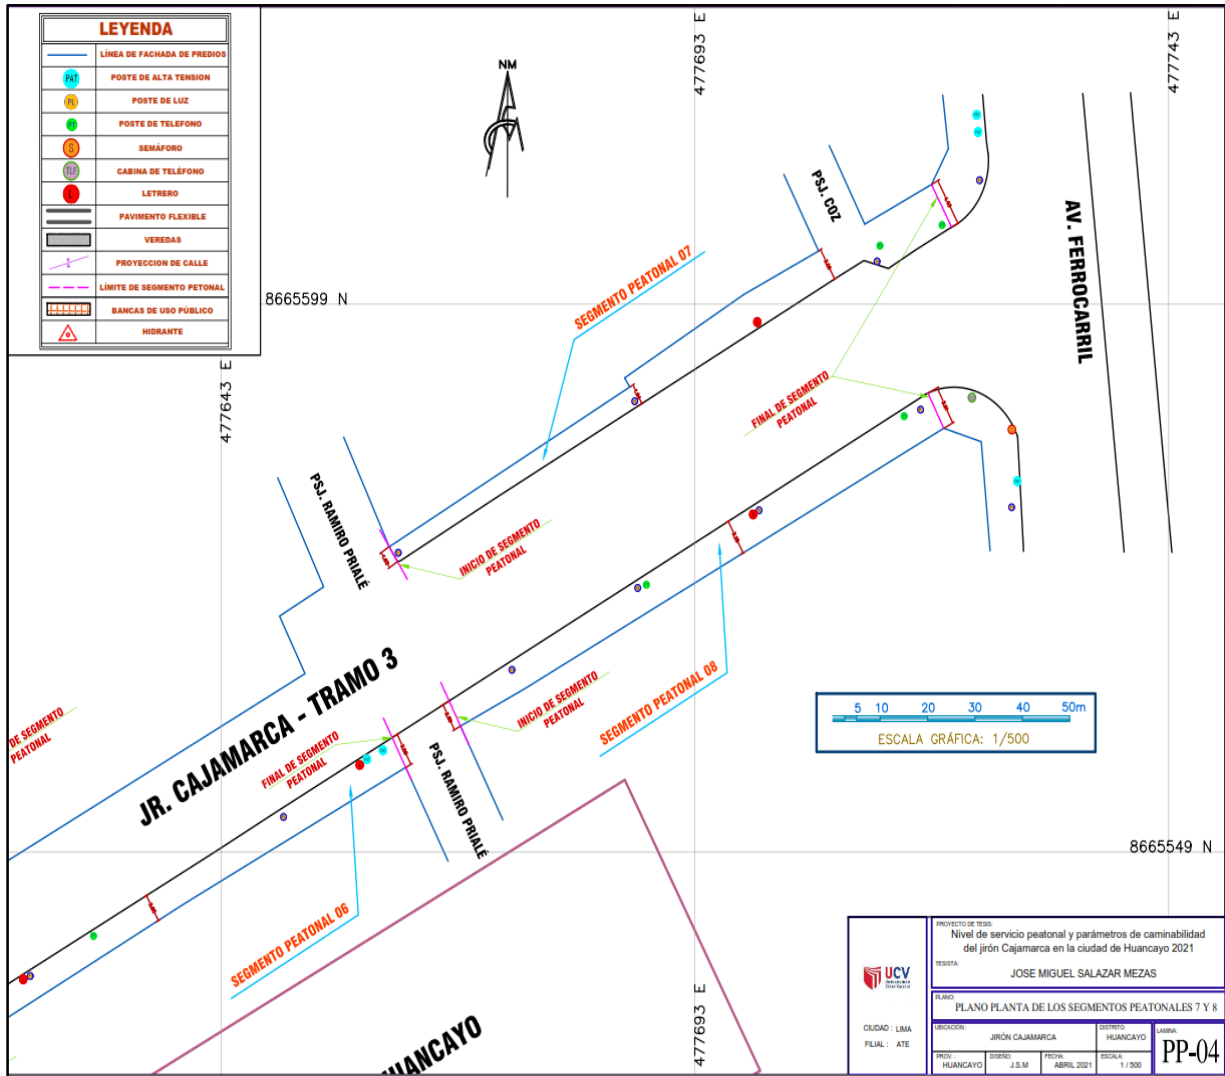 LEYENDA
LÍNEA DE FACHADA DE PREDIOS
PAT
POSTE DE ALTA TENSION
PL
POSTE DE LUZ
PT
POSTE DE TELEFONO
S
SEMÁFORO
TLF
CABINA DE TELÉFONO
L
LETRERO
PAVIMENTO FLEXIBLE
VEREDAS
PROYECCION DE CALLE
LÍMITE DE SEGMENTO PETONAL
BANCAS DE USO PÚBLICO
HIDRANTE
NM
477693 E
477743 E
PSJ. COZ
AV. FERROCARRIL
SEGMENTO PEATONAL 07
8665599 N
477643 E
FINAL DE SEGMENTO
PEATONAL
PSJ. RAMIRO PRIALÉ
INICIO DE SEGMENTO
PEATONAL
JR. CAJAMARCA - TRAMO 3
INICIO DE SEGMENTO
PEATONAL
SEGMENTO PEATONAL 08
DE SEGMENTO
PEATONAL
FINAL DE SEGMENTO
PEATONAL
PSJ. RAMIRO PRIALÉ
5 10 20 30 40 50m
ESCALA GRÁFICA: 1/500
8665549 N
SEGMENTO PEATONAL 06
HUANCAYO
477693 E
UCV
CIUDAD : LIMA
FILIAL : ATE
PROYECTO DE TESIS:
Nivel de servicio peatonal y parámetros de caminabilidad
del jirón Cajamarca en la ciudad de Huancayo 2021
TESISTA:
JOSE MIGUEL SALAZAR MEZAS
PLANO:
PLANO PLANTA DE LOS SEGMENTOS PEATONALES 7 Y 8
UBICACIÓN:
JIRÓN CAJAMARCA
DISTRITO:
HUANCAYO
PROV. :
HUANCAYO
DISEÑO:
J.S.M
FECHA:
ABRIL 2021
ESCALA:
1 / 500
LAMINA:
PP-04